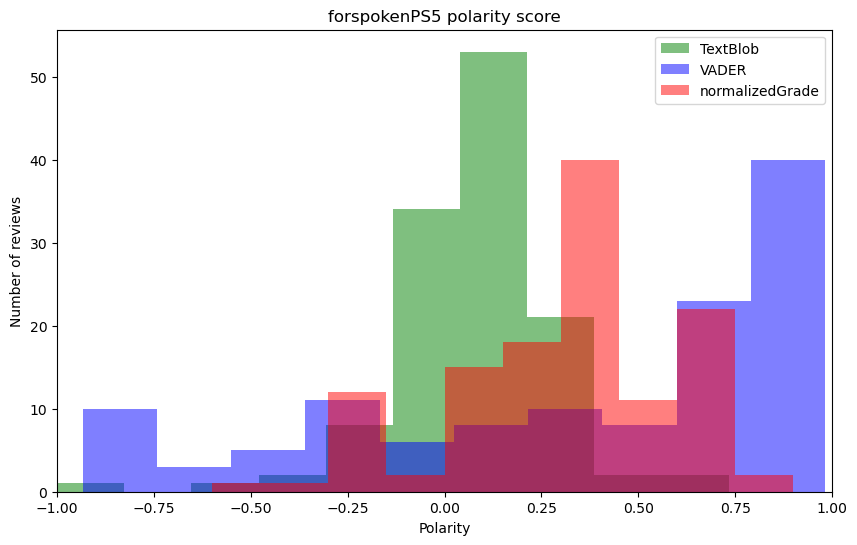 forspokenPS5 polarity score
TextBlob
VADER
normalizedGrade
Number of reviews
50
40
30
20
10
0
−1.00 −0.75 −0.50 −0.25 0.00 0.25 0.50 0.75 1.00
Polarity